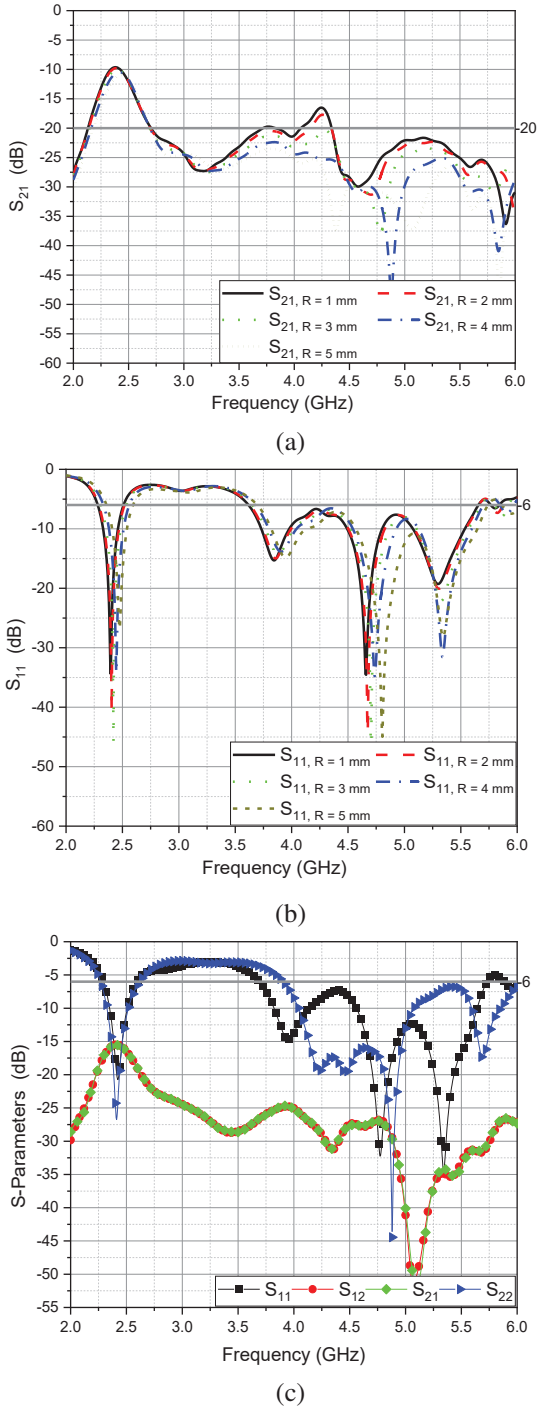 0
-5
-10
-15
-20
-25
-30
-35
-40
-45
-50
-55
-60
S21 (dB)
-20
S21, R = 1 mm
S21, R = 2 mm
S21, R = 3 mm
S21, R = 4 mm
S21, R = 5 mm
2.0 2.5 3.0 3.5 4.0 4.5 5.0 5.5 6.0
Frequency (GHz)
(a)
0
-10
-20
-30
-40
-50
-60
S11 (dB)
-6
S11, R = 1 mm
S11, R = 2 mm
S11, R = 3 mm
S11, R = 4 mm
S11, R = 5 mm
2.0 2.5 3.0 3.5 4.0 4.5 5.0 5.5 6.0
Frequency (GHz)
(b)
0
-5
-10
-15
-20
-25
-30
-35
-40
-45
-50
-55
S-Parameters (dB)
-6
S11 S12 S21 S22
2.0 2.5 3.0 3.5 4.0 4.5 5.0 5.5 6.0
Frequency (GHz)
(c)